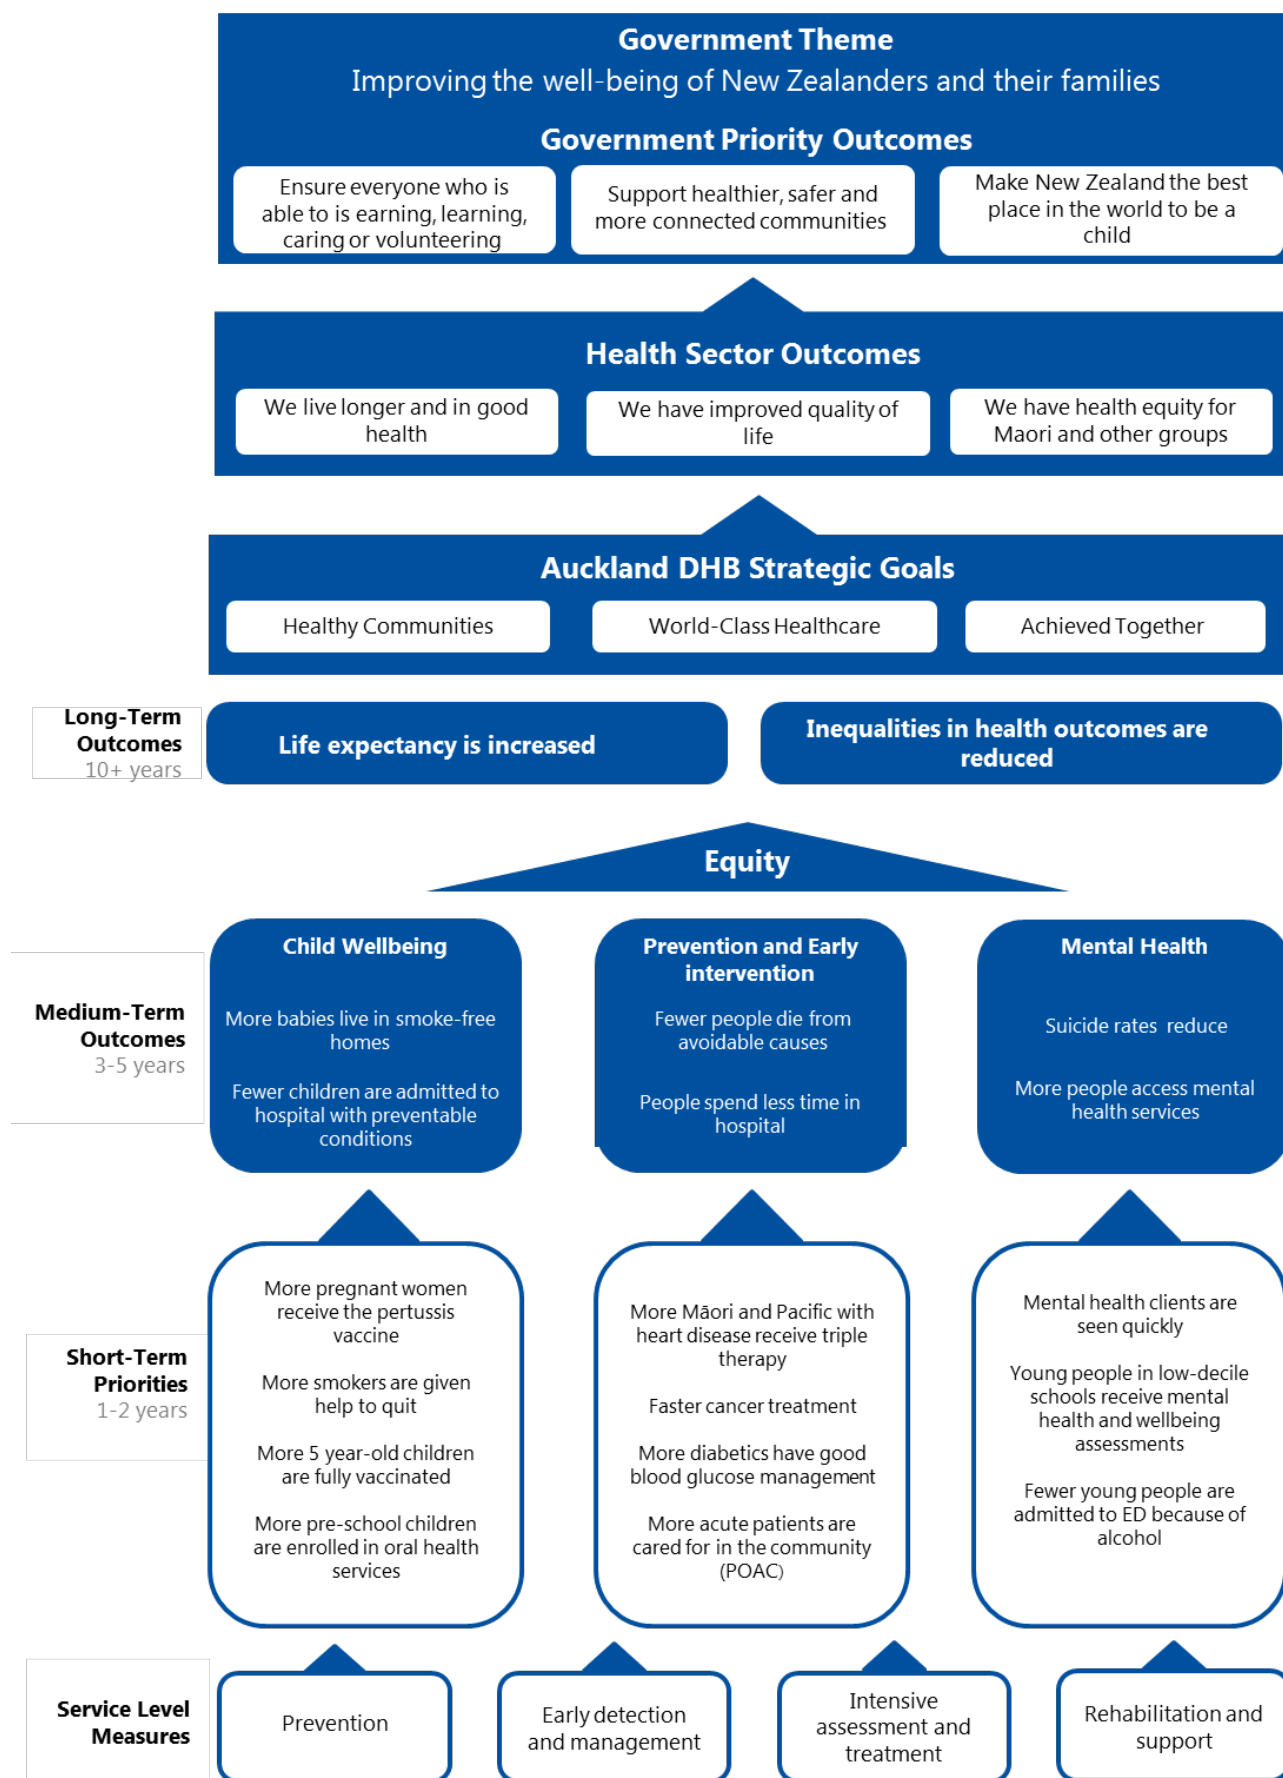 Government Theme
Improving the well-being of New Zealanders and their families
Government Priority Outcomes
Ensure everyone who is
able to is earning, learning,
caring or volunteering
Support healthier, safer and
more connected communities
Make New Zealand the best
place in the world to be a
child
Health Sector Outcomes
We live longer and in good
health
We have improved quality of
life
We have health equity for
Maori and other groups
Auckland DHB Strategic Goals
Healthy Communities
World-Class Healthcare
Achieved Together
Long-Term
Outcomes
10+ years
Life expectancy is increased
Inequalities in health outcomes are
reduced
Equity
Medium-Term
Outcomes
3-5 years
Child Wellbeing
More babies live in smoke-free
homes
Fewer children are admitted to
hospital with preventable
conditions
Prevention and Early
intervention
Fewer people die from
avoidable causes
People spend less time in
hospital
Mental Health
Suicide rates reduce
More people access mental
health services
Short-Term
Priorities
1-2 years
More pregnant women
receive the pertussis
vaccine
More smokers are given
help to quit
More 5 year-old children
are fully vaccinated
More pre-school children
are enrolled in oral health
services
More Māori and Pacific with
heart disease receive triple
therapy
Faster cancer treatment
More diabetics have good
blood glucose management
More acute patients are
cared for in the community
(POAC)
Mental health clients are
seen quickly
Young people in low-decile
schools receive mental
health and wellbeing
assessments
Fewer young people are
admitted to ED because of
alcohol
Service Level
Measures
Prevention
Early detection
and management
Intensive
assessment and
treatment
Rehabilitation and
support